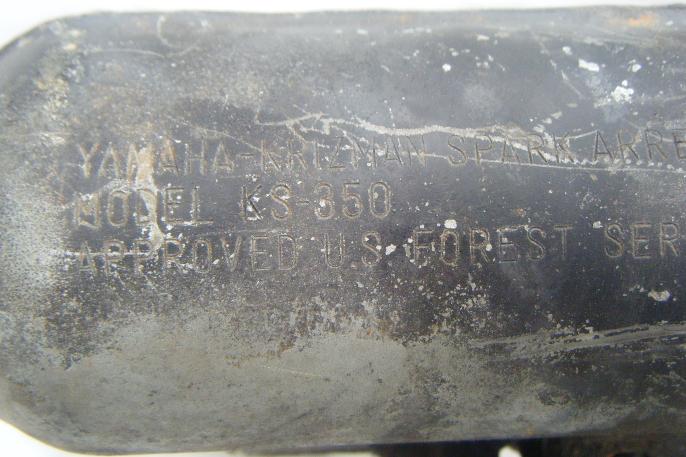 YAMAHA-KRIZMAN SPARK ARRE
MODEL KS-350
APPROVED U.S FOREST SER